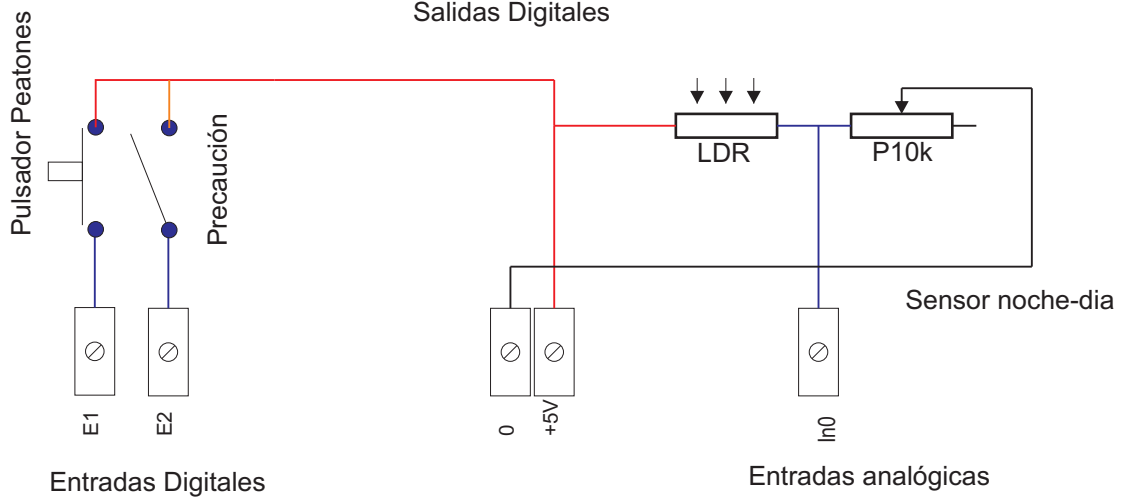 Salidas Digitales
Pulsador Peatones
Precaución
LDR
P10k
Sensor noche-dia
E1
E2
0
+5V
In0
Entradas Digitales
Entradas analógicas